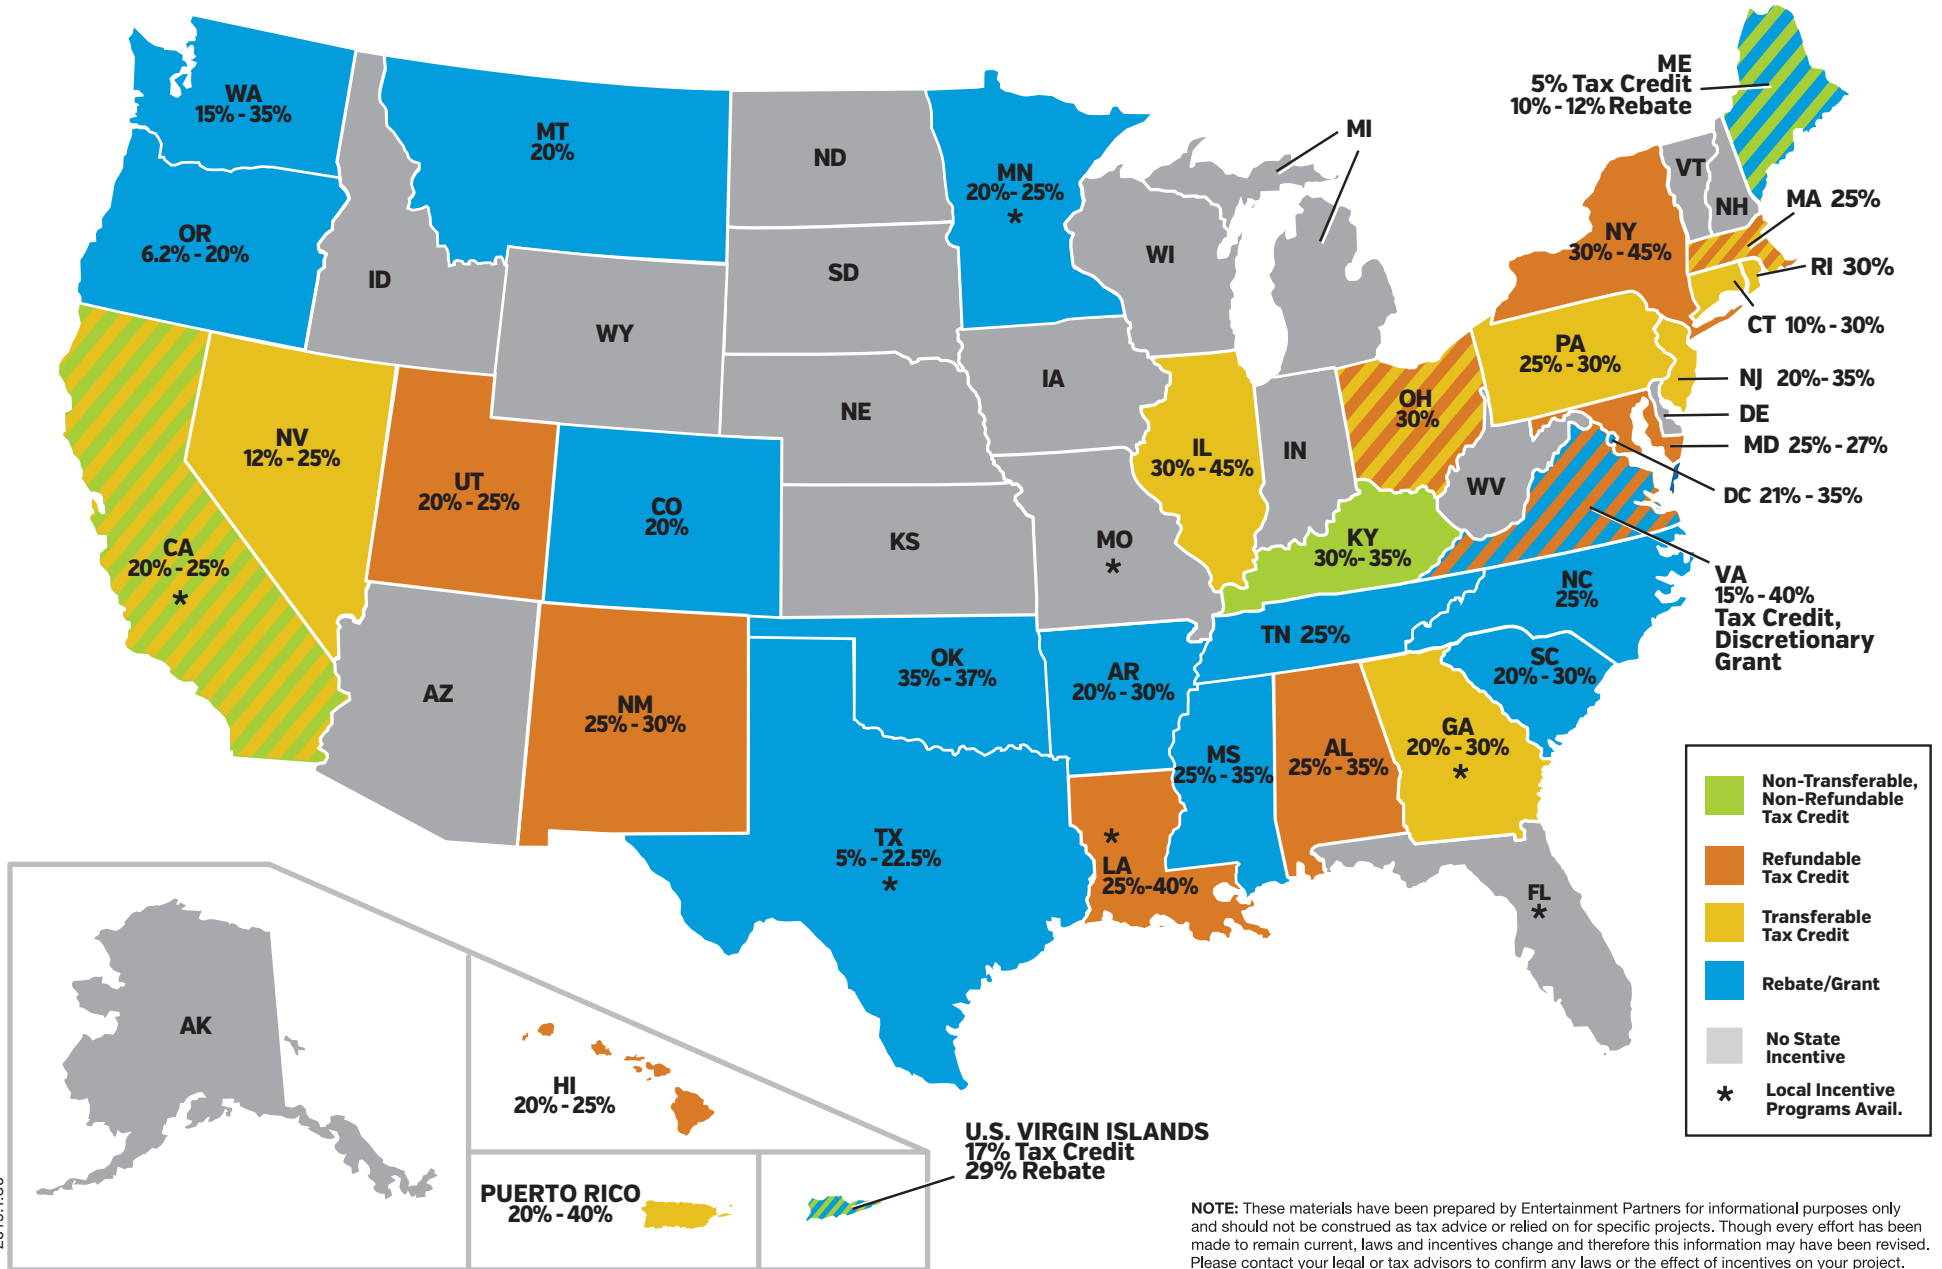 WA
15% - 35%
MT
20%
ND
MN
20% - 25%
*
MI
ME
5% Tax Credit
10% - 12% Rebate
VT
NH
MA 25%
OR
6.2% - 20%
ID
SD
WI
NY
30% - 45%
RI 30%
WY
CT 10% - 30%
PA
25% - 30%
IA
NJ 20% - 35%
NE
OH
30%
DE
NV
12% - 25%
IL
30% - 45%
IN
MD 25% - 27%
UT
20% - 25%
WV
DC 21% - 35%
CO
20%
KS
MO
*
KY
30% - 35%
CA
20% - 25%
*
VA
15% - 40%
Tax Credit,
Discretionary
Grant
NC
25%
TN 25%
OK
35% - 37%
AR
20% - 30%
SC
20% - 30%
AZ
NM
25% - 30%
MS
25% - 35%
AL
25% - 35%
GA
20% - 30%
*
TX
5% - 22.5%
*
*
LA
25% - 40%
FL
*
Non-Transferable,
Non-Refundable
Tax Credit
Refundable
Tax Credit
Transferable
Tax Credit
Rebate/Grant
No State
Incentive
* Local Incentive
Programs Avail.
AK
HI
20% - 25%
U.S. VIRGIN ISLANDS
17% Tax Credit
29% Rebate
PUERTO RICO
20% - 40%
NOTE: These materials have been prepared by Entertainment Partners for informational purposes only
and should not be construed as tax advice or relied on for specific projects. Though every effort has been
made to remain current, laws and incentives change and therefore this information may have been revised.
Please contact your legal or tax advisors to confirm any laws or the effect of incentives on your project.